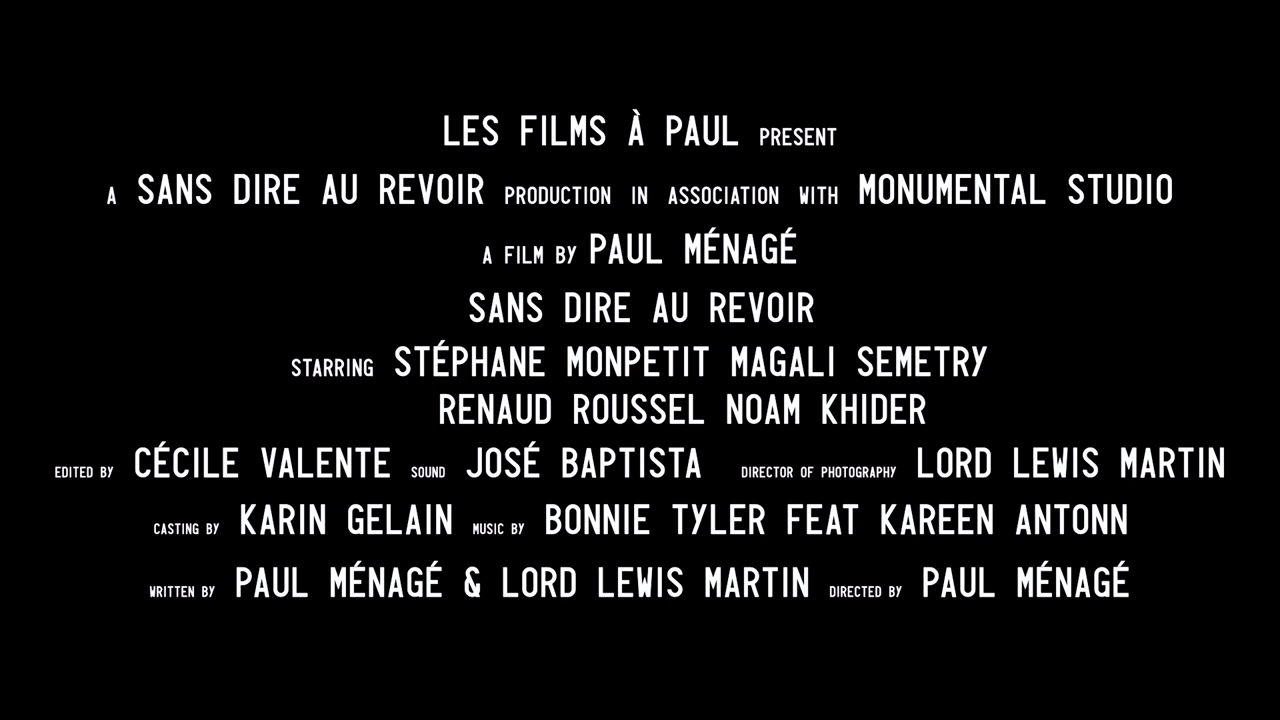 LES FILMS À PAUL PRESENT
A SANS DIRE AU REVOIR PRODUCTION IN ASSOCIATION WITH MONUMENTAL STUDIO
A FILM BY PAUL MÉNAGÉ
SANS DIRE AU REVOIR
STARRING STÉPHANE MONPETIT MAGALI SEMETRY
RENAUD ROUSSEL NOAM KHIDER
EDITED BY CÉCILE VALENTE SOUND JOSÉ BAPTISTA DIRECTOR OF PHOTOGRAPHY LORD LEWIS MARTIN
CASTING BY KARIN GELAIN MUSIC BY BONNIE TYLER FEAT KAREEN ANTONN
WRITTEN BY PAUL MÉNAGÉ & LORD LEWIS MARTIN DIRECTED BY PAUL MÉNAGÉ